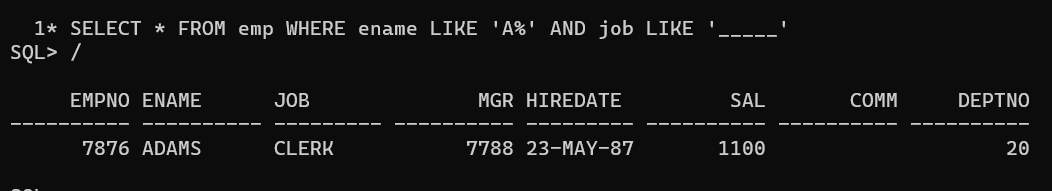 1* SELECT * FROM emp WHERE ename LIKE 'A%' AND job LIKE '_____'
SQL> /
EMPNO ENAME JOB MGR HIREDATE SAL COMM DEPTNO
---------- ---------- --------- ---------- --------- ---------- ---------- ----------
7876 ADAMS CLERK 7788 23-MAY-87 1100 20